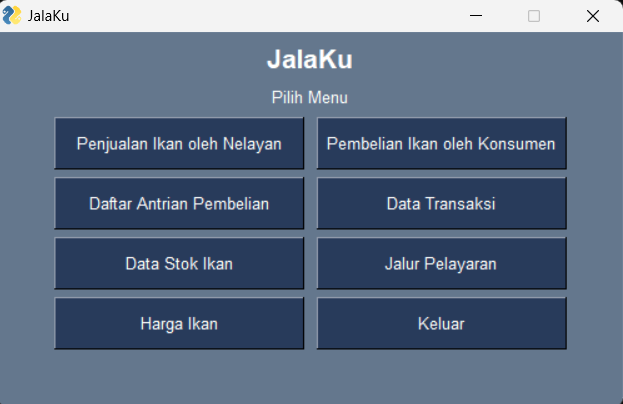 JalaKu
JalaKu
Pilih Menu
Penjualan Ikan oleh Nelayan
Pembelian Ikan oleh Konsumen
Daftar Antrian Pembelian
Data Transaksi
Data Stok Ikan
Jalur Pelayaran
Harga Ikan
Keluar